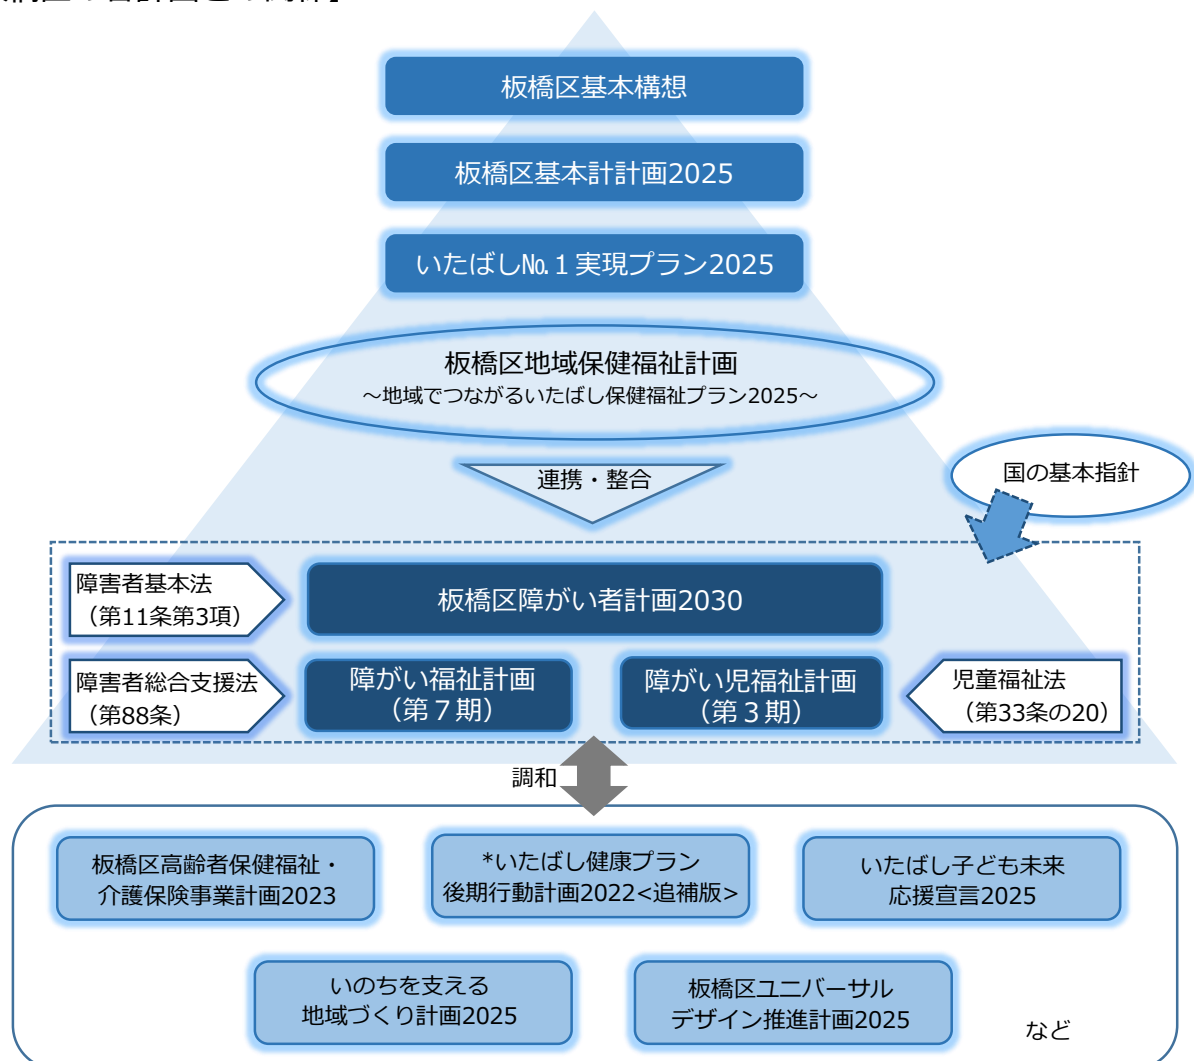 板橋区基本構想
板橋区基本計計画2025
いたばし№１実現プラン2025
板橋区地域保健福祉計画
～地域でつながるいたばし保健福祉プラン2025～
連携・整合
国の基本指針
障害者基本法
（第11条第3項）
板橋区障がい者計画2030
障害者総合支援法
（第88条）
障がい福祉計画
（第７期）
障がい児福祉計画
（第３期）
児童福祉法
（第33条の20）
調和
板橋区高齢者保健福祉・
介護保険事業計画2023
*いたばし健康プラン
後期行動計画2022<追補版>
いたばし子ども未来
応援宣言2025
いのちを支える
地域づくり計画2025
板橋区ユニバーサル
デザイン推進計画2025
など